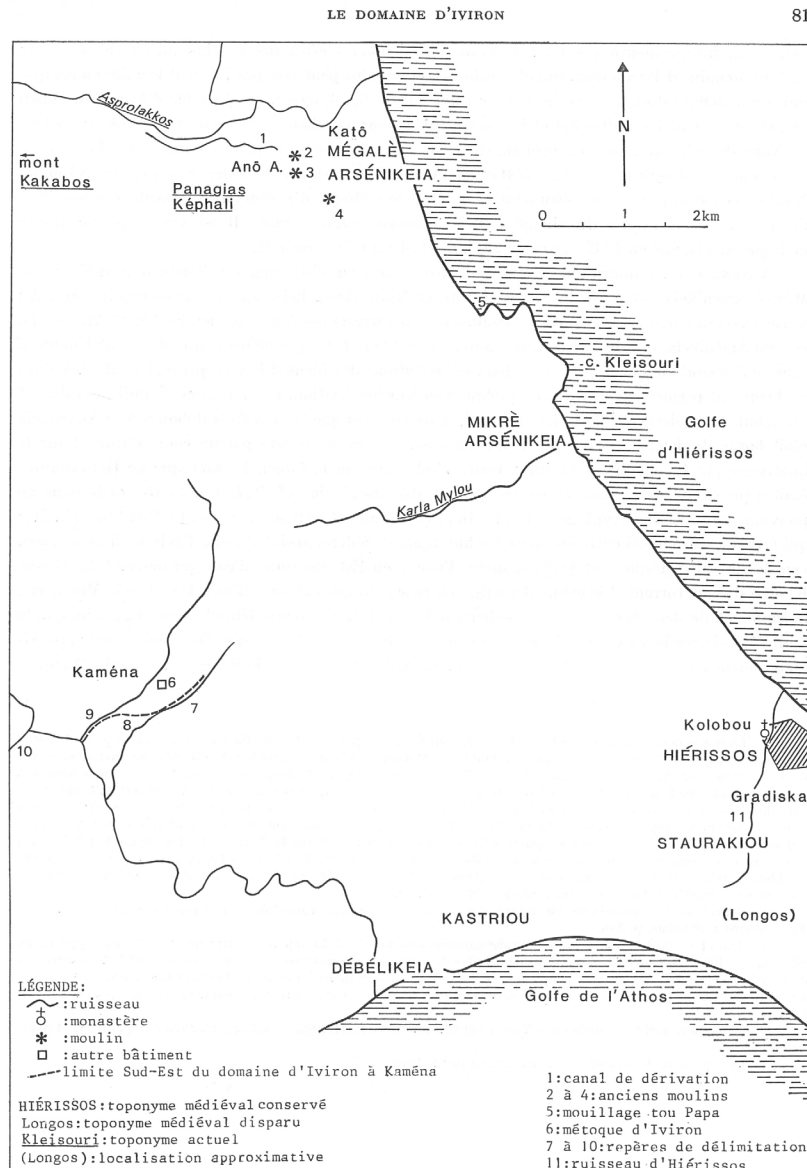 LE DOMAINE D'IVIRON
81
Asprolakkos
1
Katō
2
MÉGALÈ
N
mont
Anō A.
3
ARSÉNIKEIA
Kakabos
Panagias
Képhali
4
0 1 2km
5
c. Kleisouri
MIKRÈ
ARSÉNIKEIA
Golfe
d'Hiérissos
Karla Mylou
Kaména
6
7
9
8
10
Kolobou
HIÉRISSOS
Gradiska
11
STAURAKIOU
(Longos)
KASTRIOU
DÉBÉLIKEIA
Golfe de l'Athos
LÉGENDE:
:ruisseau
:monastère
:moulin
:autre bâtiment
:limite Sud-Est du domaine d'Iviron à Kaména
HIÉRISSOS:toponyme médiéval conservé
Longos:toponyme médiéval disparu
Kleisouri:toponyme actuel
(Longos):localisation approximative
1:canal de dérivation
2 à 4:anciens moulins
5:mouillage tou Papa
6:métoque d'Iviron
7 à 10:repères de délimitation
11:ruisseau d'Hiérissos